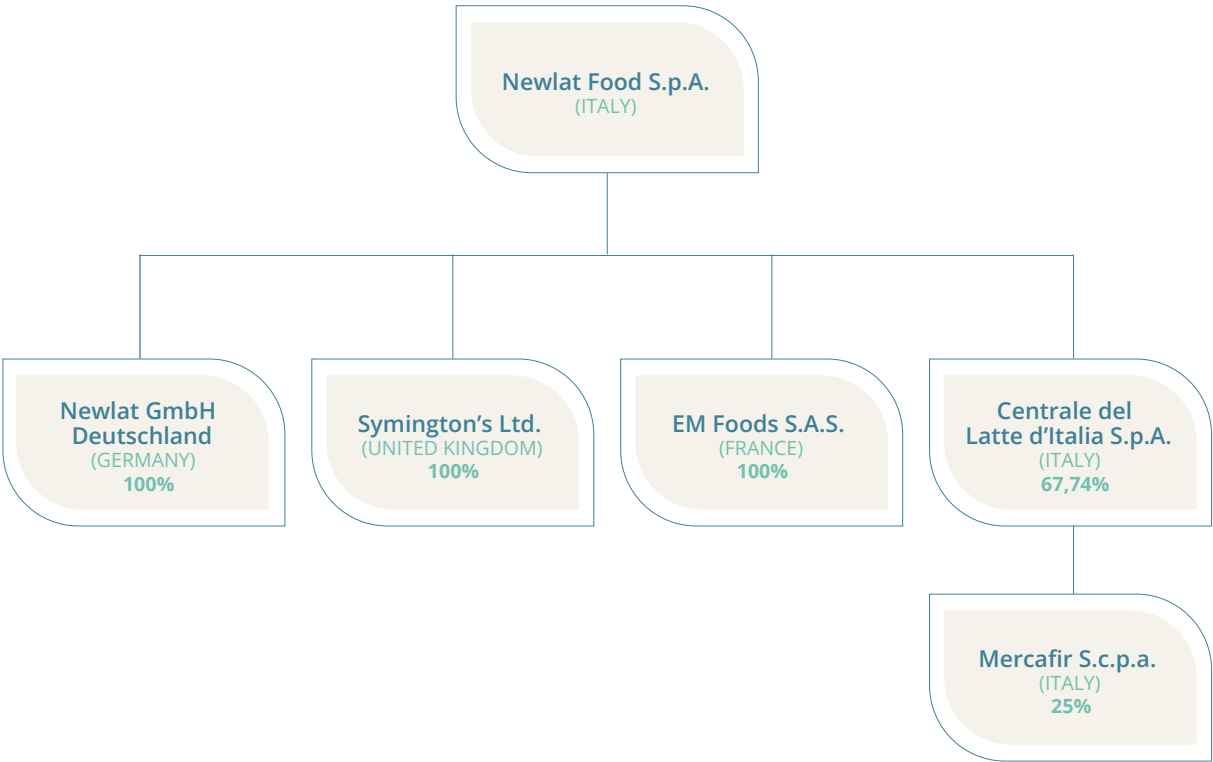 Newlat Food S.p.A.
(ITALY)
Newlat GmbH
Deutschland
(GERMANY)
100%
Symington’s Ltd.
(UNITED KINGDOM)
100%
EM Foods S.A.S.
(FRANCE)
100%
Centrale del
Latte d’Italia S.p.A.
(ITALY)
67,74%
Mercafir S.c.p.a.
(ITALY)
25%